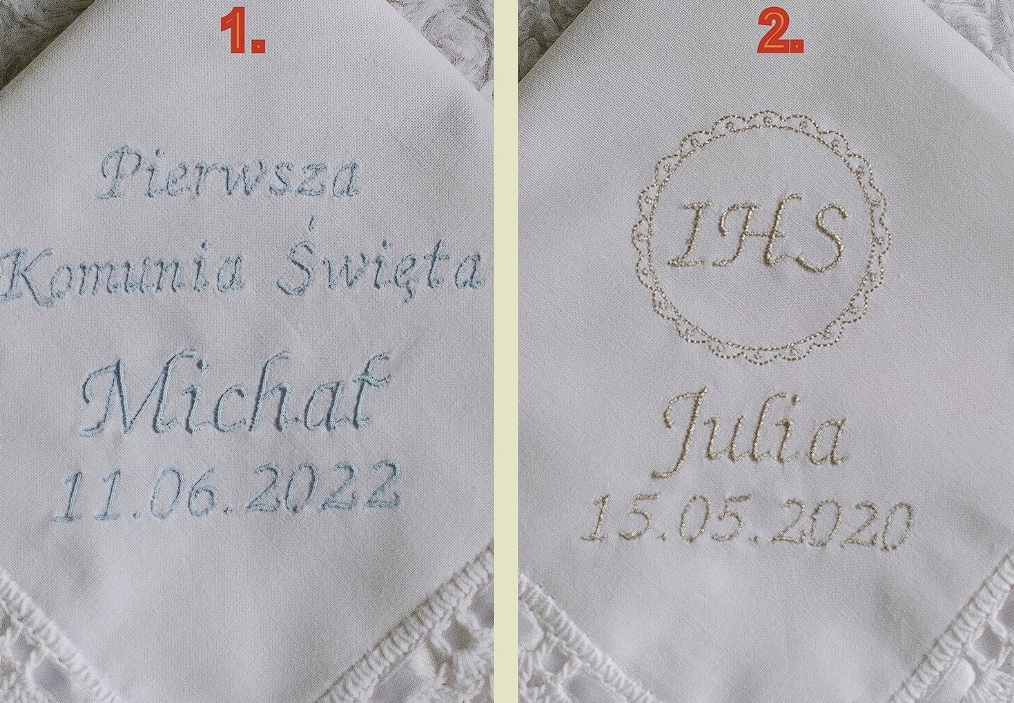 1.
Pierwsza
Komunia Święta
Michał
11.06.2022
2.
IHS
Julia
15.05.2020